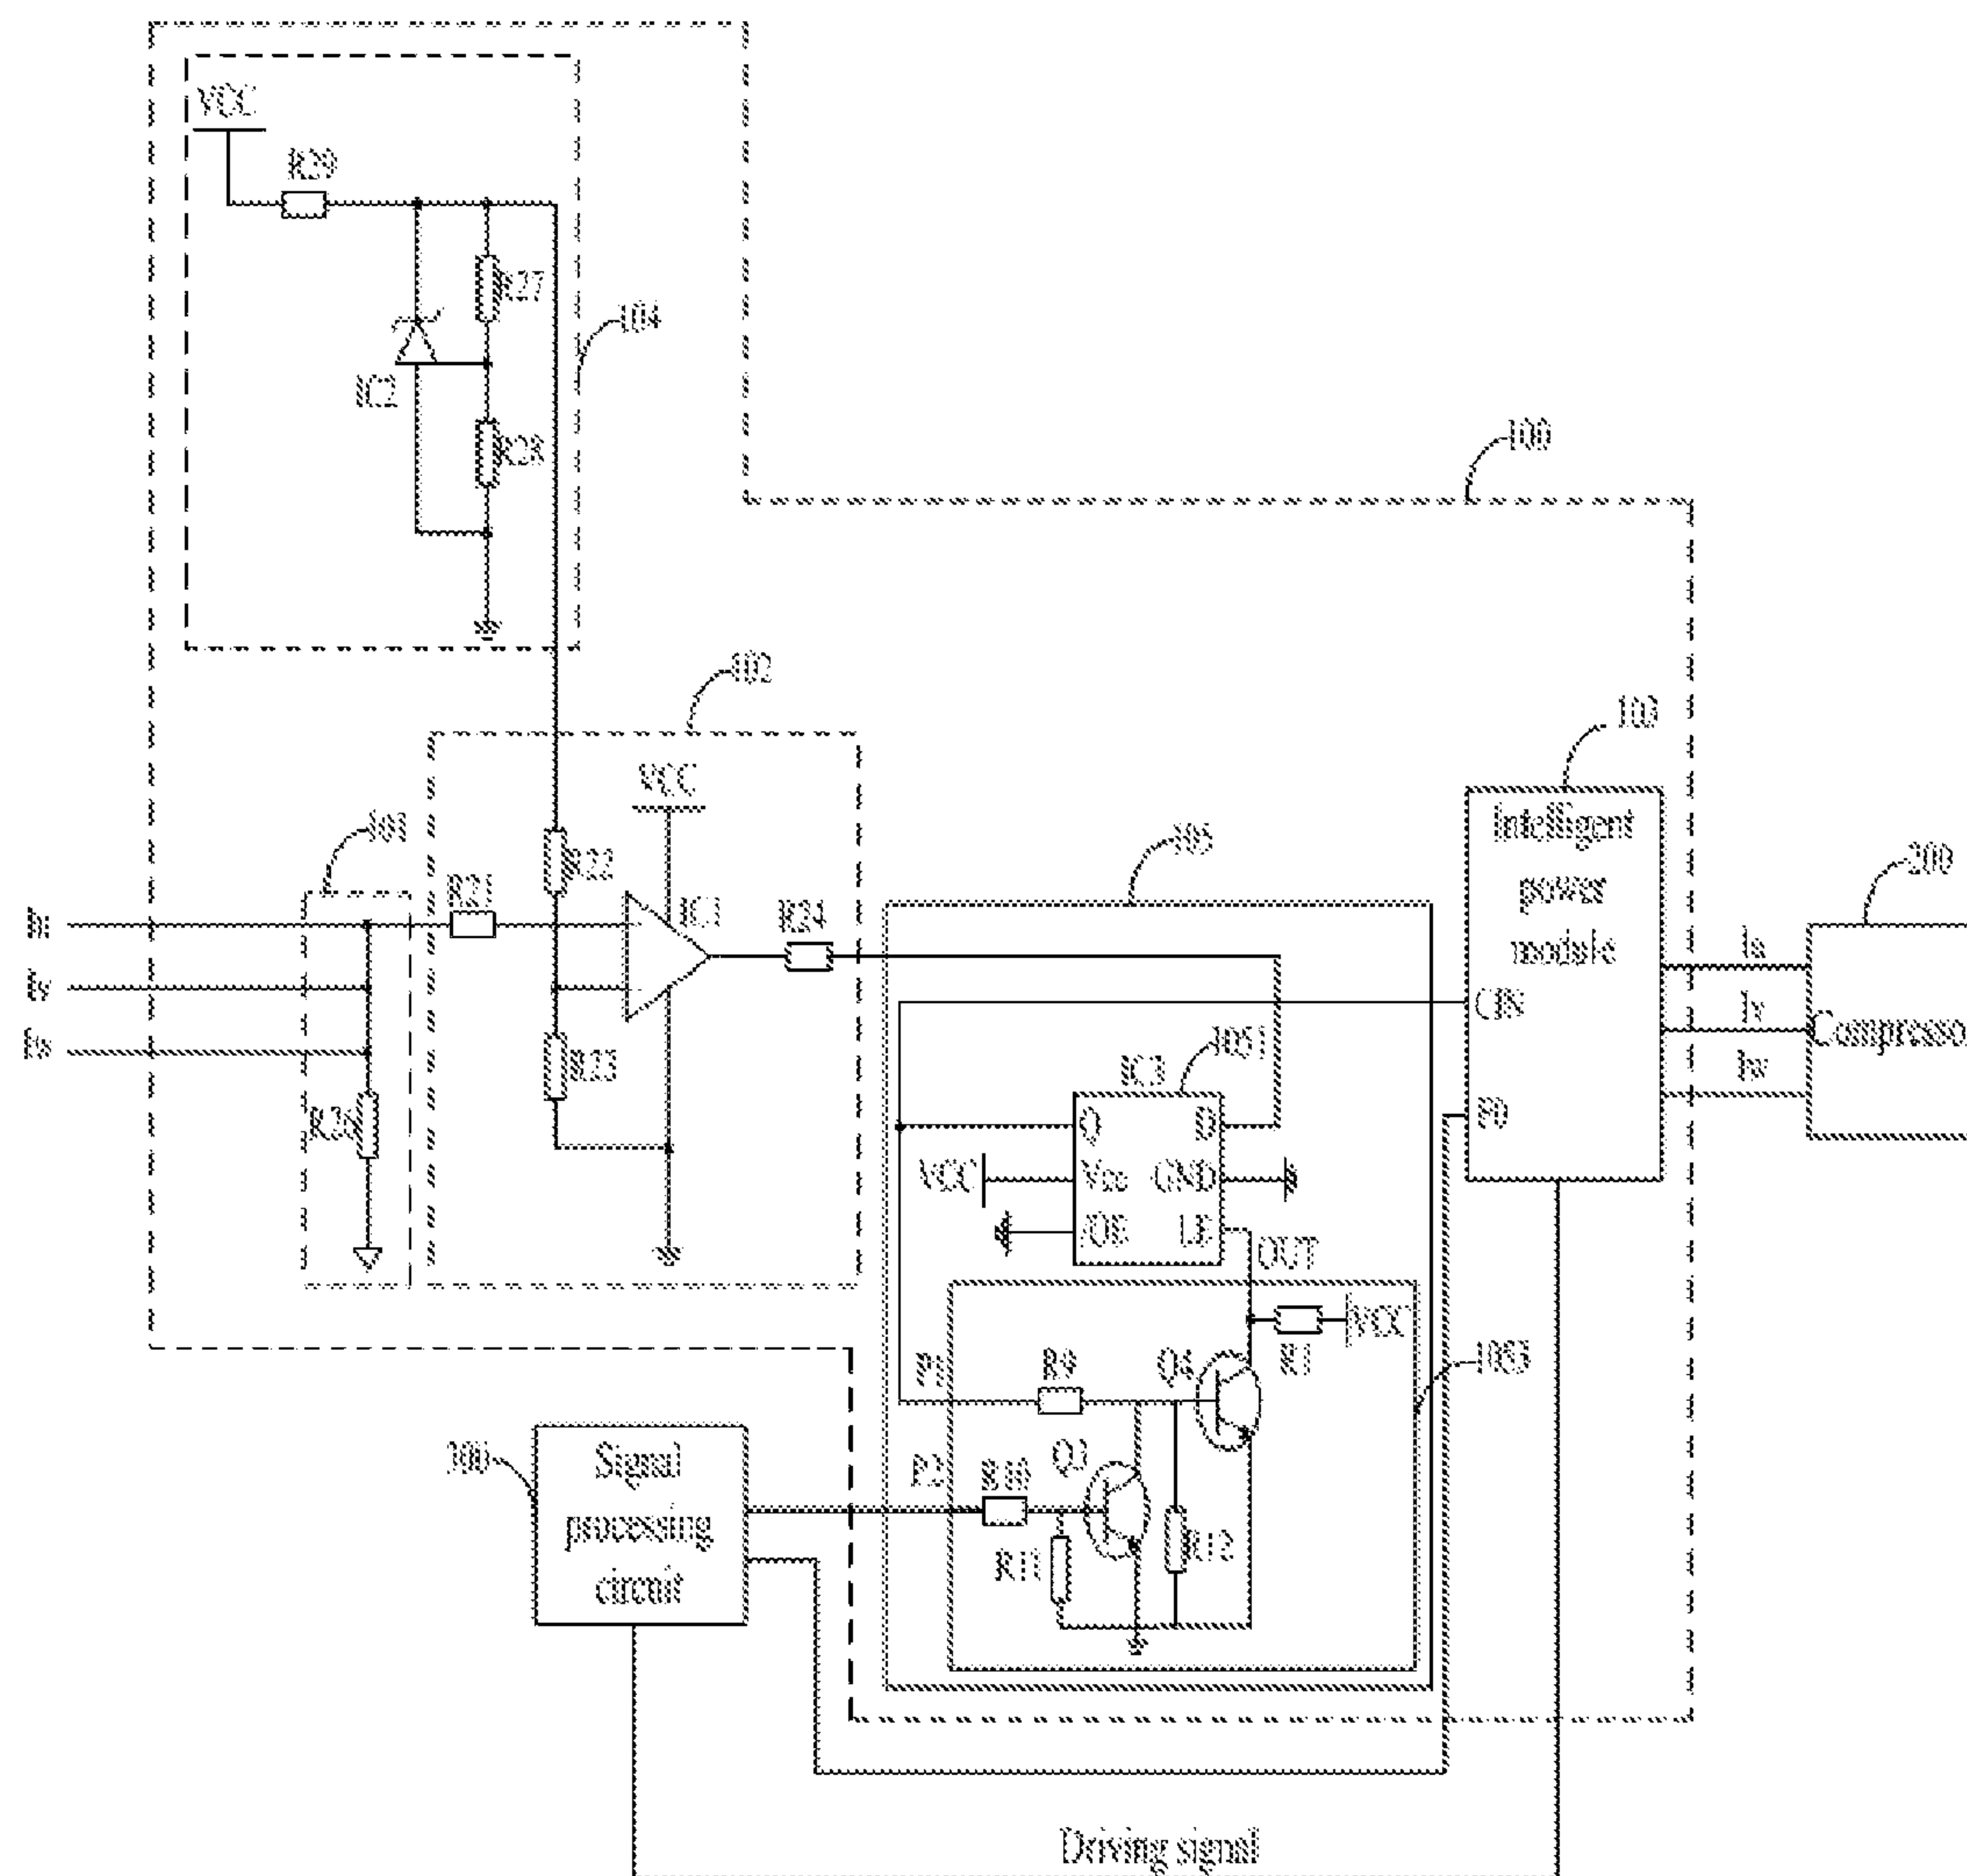 VCC
R29
R27
104
IC2
R28
100
102
103
VCC
Intelligent
power
module
101
105
200
R22
R21
IC1
R24
Iu
Iv
Iw
Iu
Iv
Iw
CIN
Compresso
R23
1051
IC3
F0
R26
Q
D
VCC
Vcc
GND
/OE
LE
OUT
VCC
R1
P1
R9
Q4
1053
300
Signal
processing
circuit
P2
R10
Q3
R11
R12
Driving signal